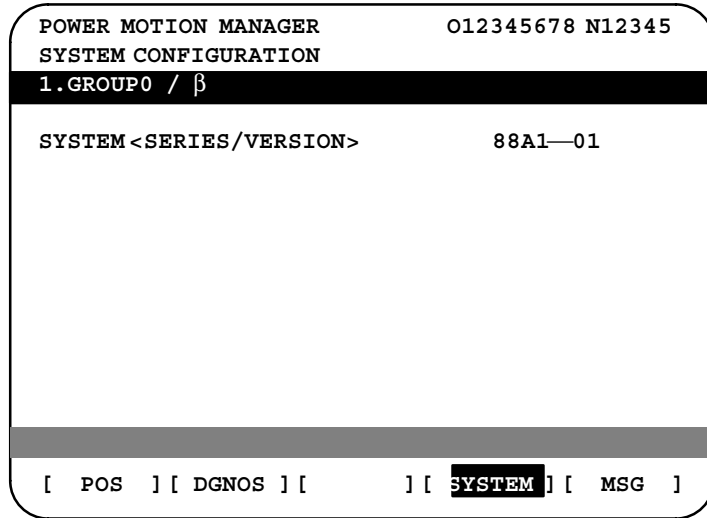 POWER MOTION MANAGER O12345678 N12345
SYSTEM CONFIGURATION
1.GROUP0 / β
SYSTEM<SERIES/VERSION> 88A1—01
[ POS ][ DGNOS ][ ][ SYSTEM ][ MSG ]